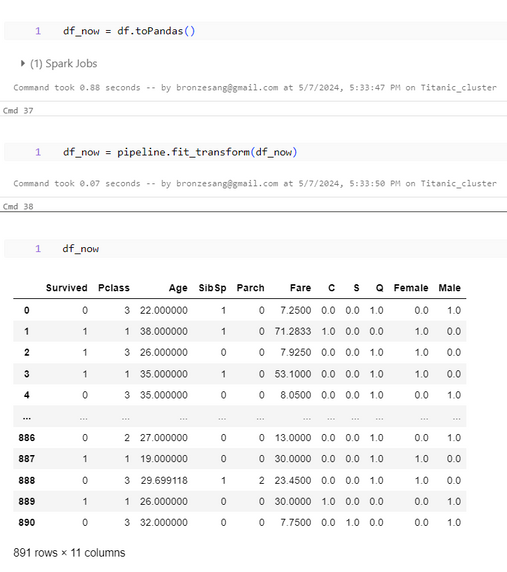 1 df_now = df.toPandas()
(1) Spark Jobs
Command took 0.88 seconds -- by bronzesang@gmail.com at 5/7/2024, 5:33:47 PM on Titanic_cluster
Cmd 37
1 df_now = pipeline.fit_transform(df_now)
Command took 0.07 seconds -- by bronzesang@gmail.com at 5/7/2024, 5:33:50 PM on Titanic_cluster
Cmd 38
1 df_now
Survived Pclass Age SibSp Parch Fare C S Q Female Male
0 0 3 22.000000 1 0 7.2500 0.0 0.0 1.0 0.0 1.0
1 1 1 38.000000 1 0 71.2833 1.0 0.0 0.0 1.0 0.0
2 1 3 26.000000 0 0 7.9250 0.0 0.0 1.0 1.0 0.0
3 1 1 35.000000 1 0 53.1000 0.0 0.0 1.0 1.0 0.0
4 0 3 35.000000 0 0 8.0500 0.0 0.0 1.0 0.0 1.0
... ... ... ... ... ... ... ... ... ... ... ...
886 0 2 27.000000 0 0 13.0000 0.0 0.0 1.0 0.0 1.0
887 1 1 19.000000 0 0 30.0000 0.0 0.0 1.0 1.0 0.0
888 0 3 29.699118 1 2 23.4500 0.0 0.0 1.0 1.0 0.0
889 1 1 26.000000 0 0 30.0000 1.0 0.0 0.0 0.0 1.0
890 0 3 32.000000 0 0 7.7500 0.0 1.0 0.0 0.0 1.0
891 rows × 11 columns